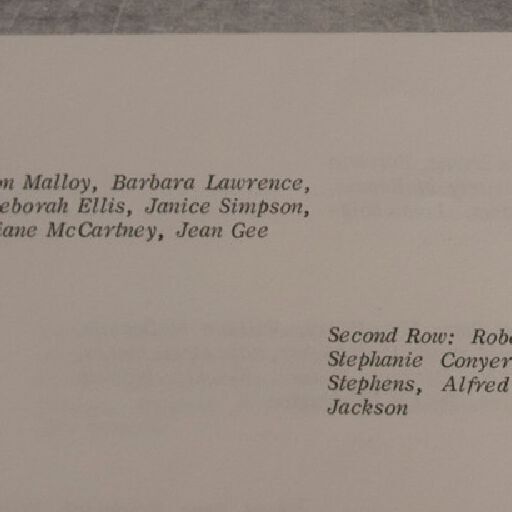 on Malloy, Barbara Lawrence,
eborah Ellis, Janice Simpson,
iane McCartney, Jean Gee
Second Row: Robe
Stephanie Conyer
Stephens, Alfred
Jackson